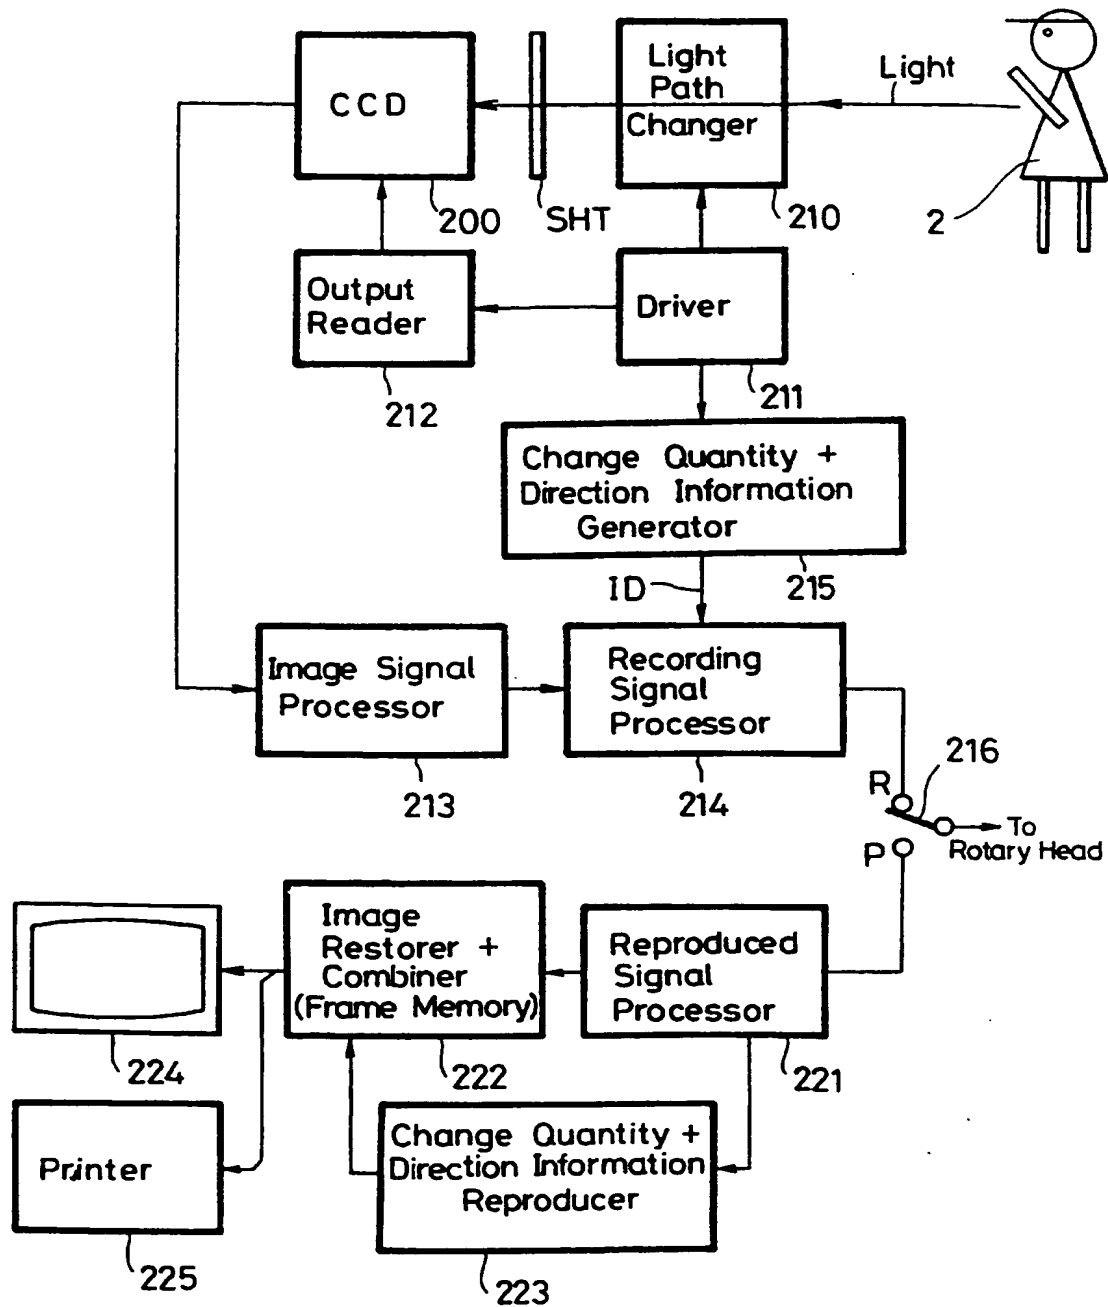 CCD
200
SHT
Light
Path
Changer
210
Light
2
Output
Reader
212
Driver
211
Change Quantity +
Direction Information
Generator
215
ID
Image Signal
Processor
213
Recording
Signal
Processor
214
R
216
To
Rotary Head
P
Image
Restorer +
Combiner
(Frame Memory)
222
Reproduced
Signal
Processor
221
224
Printer
225
Change Quantity +
Direction Information
Reproducer
223